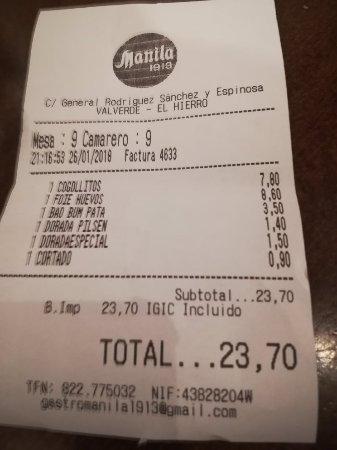 Manila
1913
C/ General Rodriguez Sánchez y Espinosa
VALVERDE - EL HIERRO
Mesa : 9 Camarero : 9
21:16:53 26/01/2018 Factura 4633
1 COGOLLITOS 7,80
1 FOIE HUEVOS 8,60
1 BAO BUM PATA 3,50
1 DORADA PILSEN 1,40
1 DORADAESPECIAL 1,50
1 CORTADO 0,90
Subtotal...23,70
B.Imp 23,70 IGIC Incluido
TOTAL...23,70
TFN: 822.775032 NIF:43828204W
gastromanila1913@gmail.com